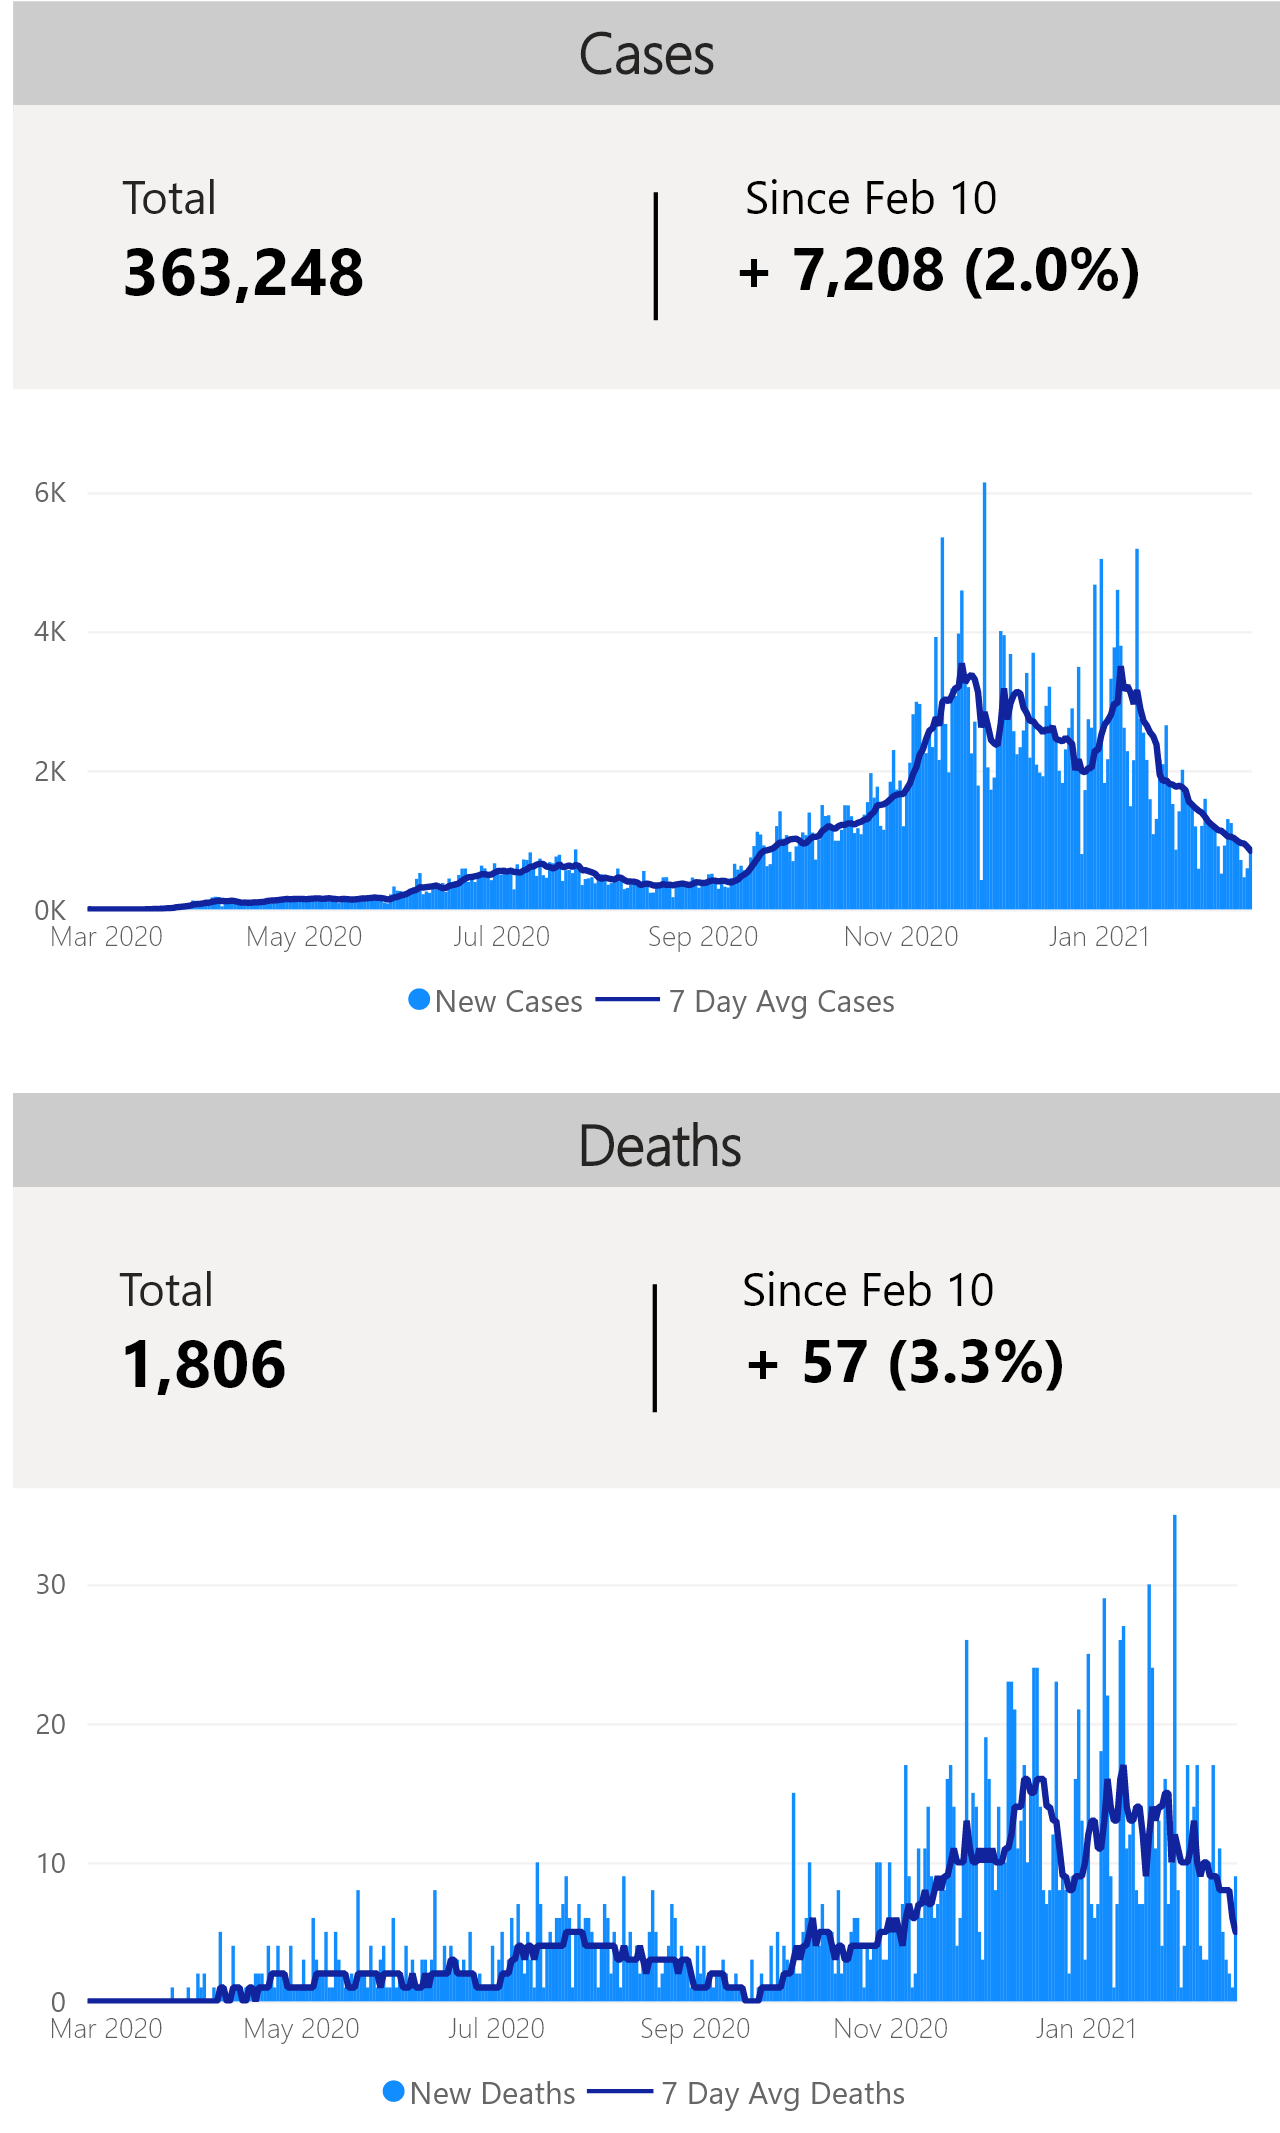 Cases
Total
Since Feb 10
363,248
+ 7,208 (2.0%)
6K
4K
2K
0K
Mar 2020 May 2020 Jul 2020 Sep 2020 Nov 2020 Jan 2021
New Cases 7 Day Avg Cases
Deaths
Total
Since Feb 10
1,806
+ 57 (3.3%)
30
20
10
0
Mar 2020 May 2020 Jul 2020 Sep 2020 Nov 2020 Jan 2021
New Deaths 7 Day Avg Deaths